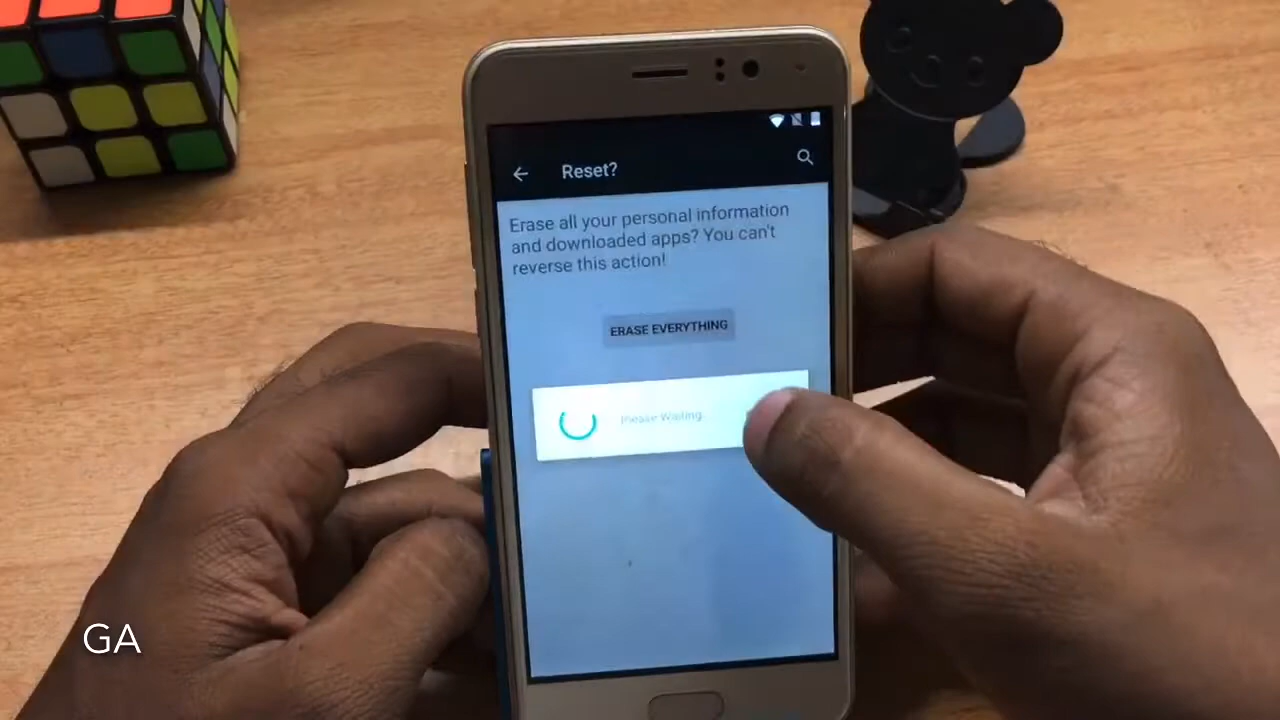 Reset?
Erase all your personal information
and downloaded apps? You can't
reverse this action!
ERASE EVERYTHING
Please Waiting..
GA